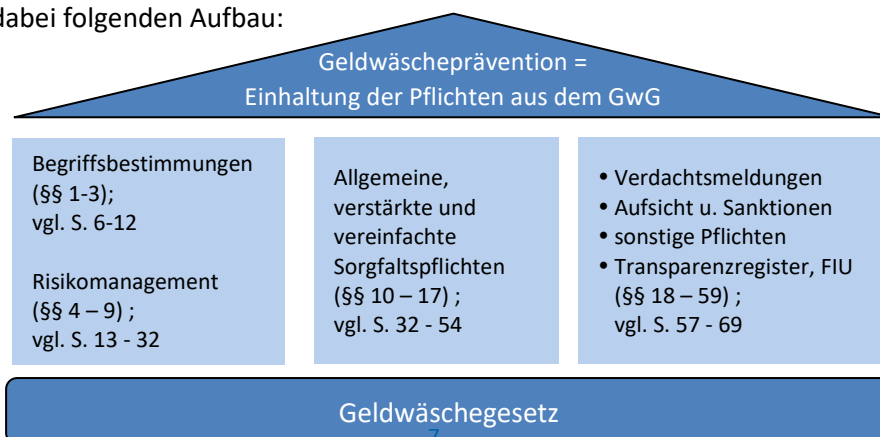 dabei folgenden Aufbau:
Geldwäscheprävention =
Einhaltung der Pflichten aus dem GwG
Begriffsbestimmungen
(§§ 1-3);
vgl. S. 6-12
Risikomanagement
(§§ 4 – 9) ;
vgl. S. 13 - 32
Allgemeine,
verstärkte und
vereinfachte
Sorgfaltspflichten
(§§ 10 – 17) ;
vgl. S. 32 - 54
• Verdachtsmeldungen
• Aufsicht u. Sanktionen
• sonstige Pflichten
• Transparenzregister, FIU
(§§ 18 – 59) ;
vgl. S. 57 - 69
Geldwäschegesetz
7